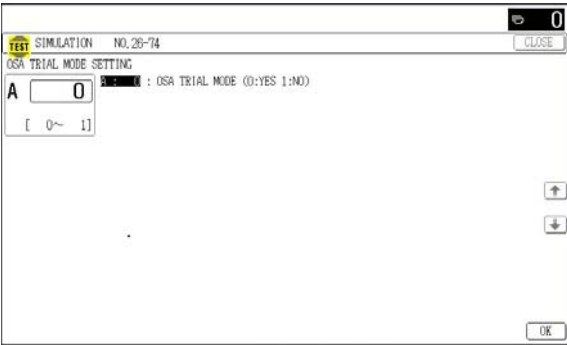 0
TEST SIMULATION NO.26-74 CLOSE
OSA TRIAL MODE SETTING
A 0 A: 0 : OSA TRIAL MODE (0:YES 1:NO)
[ 0~ 1]
OK